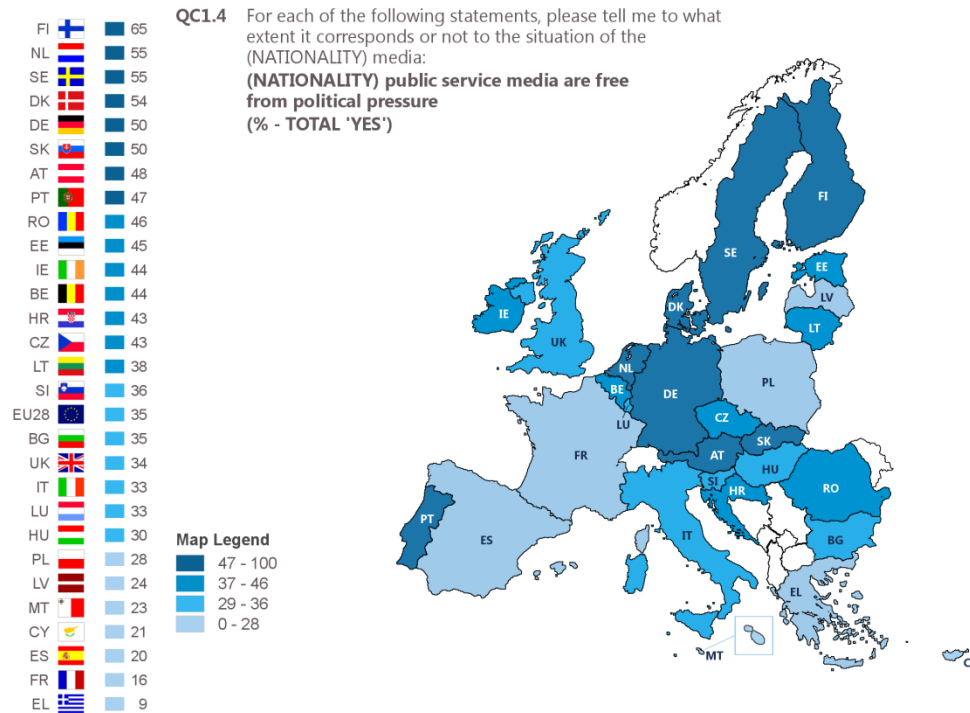 QC1.4 For each of the following statements, please tell me to what
extent it corresponds or not to the situation of the
(NATIONALITY) media:
(NATIONALITY) public service media are free
from political pressure
(% - TOTAL 'YES')
FI 65
NL 55
SE 55
DK 54
DE 50
SK 50
AT 48
PT 47
RO 46
EE 45
IE 44
BE 44
HR 43
CZ 43
LT 38
SI 36
EU28 35
BG 35
UK 34
IT 33
LU 33
HU 30
PL 28
LV 24
MT 23
CY 21
ES 20
FR 16
EL 9
Map Legend
47 - 100
37 - 46
29 - 36
0 - 28
FI
SE
EE
LV
DK
LT
IE
UK
NL
PL
BE
DE
LU
CZ
SK
FR
AT
HU
SI
HR
RO
PT
ES
IT
BG
EL
MT
C